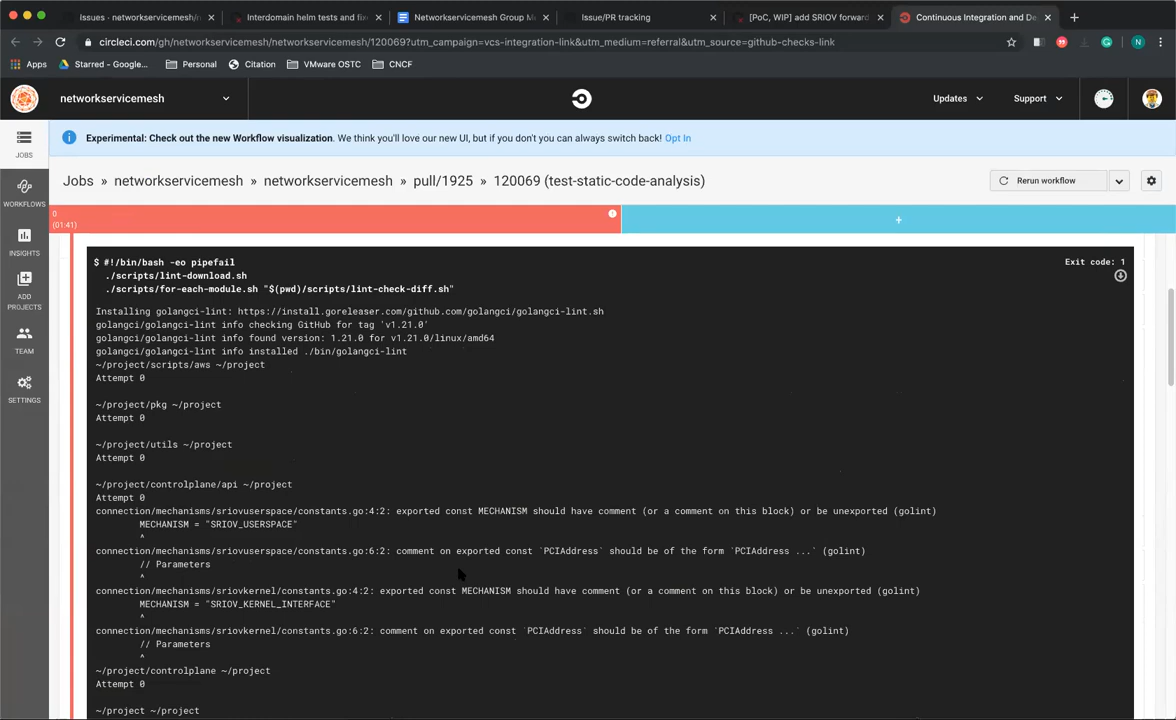 Issues · networkservicemesh/n
Interdomain helm tests and fix
Networkservicemesh Group M
Issue/PR tracking
[PoC, WIP] add SRIOV forward
Continuous Integration and De
circleci.com/gh/networkservicemesh/networkservicemesh/120069?utm_campaign=vcs-integration-link&utm_medium=referral&utm_source=github-checks-link
N
Apps
Starred - Google...
Personal
Citation
VMware OSTC
CNCF
networkservicemesh
Updates
Support
JOBS
Experimental: Check out the new Workflow visualization. We think you'll love our new UI, but if you don't you can always switch back! Opt In
Jobs » networkservicemesh » networkservicemesh » pull/1925 » 120069 (test-static-code-analysis)
Rerun workflow
WORKFLOWS
0
(01:41)
+
INSIGHTS
ADD
PROJECTS
TEAM
SETTINGS
$ #!/bin/bash -eo pipefail
Exit code: 1
./scripts/lint-download.sh
./scripts/for-each-module.sh "$(pwd)/scripts/lint-check-diff.sh"
Installing golangci-lint: https://install.goreleaser.com/github.com/golangci/golangci-lint.sh
golangci/golangci-lint info checking GitHub for tag 'v1.21.0'
golangci/golangci-lint info found version: 1.21.0 for v1.21.0/linux/amd64
golangci/golangci-lint info installed ./bin/golangci-lint
~/project/scripts/aws ~/project
Attempt 0
~/project/pkg ~/project
Attempt 0
~/project/utils ~/project
Attempt 0
~/project/controlplane/api ~/project
Attempt 0
connection/mechanisms/sriovuserspace/constants.go:4:2: exported const MECHANISM should have comment (or a comment on this block) or be unexported (golint)
MECHANISM = "SRIOV_USERSPACE"
^
connection/mechanisms/sriovuserspace/constants.go:6:2: comment on exported const `PCIAddress` should be of the form `PCIAddress ...` (golint)
// Parameters
^
connection/mechanisms/sriovkernel/constants.go:4:2: exported const MECHANISM should have comment (or a comment on this block) or be unexported (golint)
MECHANISM = "SRIOV_KERNEL_INTERFACE"
^
connection/mechanisms/sriovkernel/constants.go:6:2: comment on exported const `PCIAddress` should be of the form `PCIAddress ...` (golint)
// Parameters
^
~/project/controlplane ~/project
Attempt 0
~/project ~/project